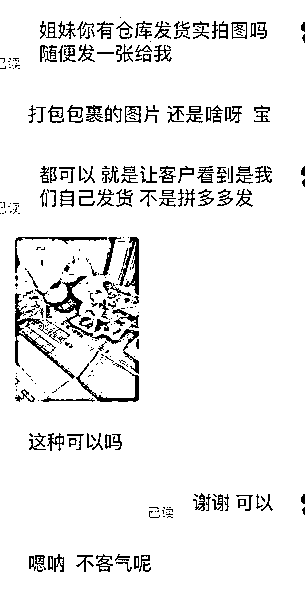 姐妹你有仓库发货实拍图吗
随便发一张给我
已读
打包包裹的图片 还是啥呀 宝
都可以 就是让客户看到是我
们自己发货 不是拼多多发
已读
这种可以吗
谢谢 可以
已读
嗯呐 不客气呢